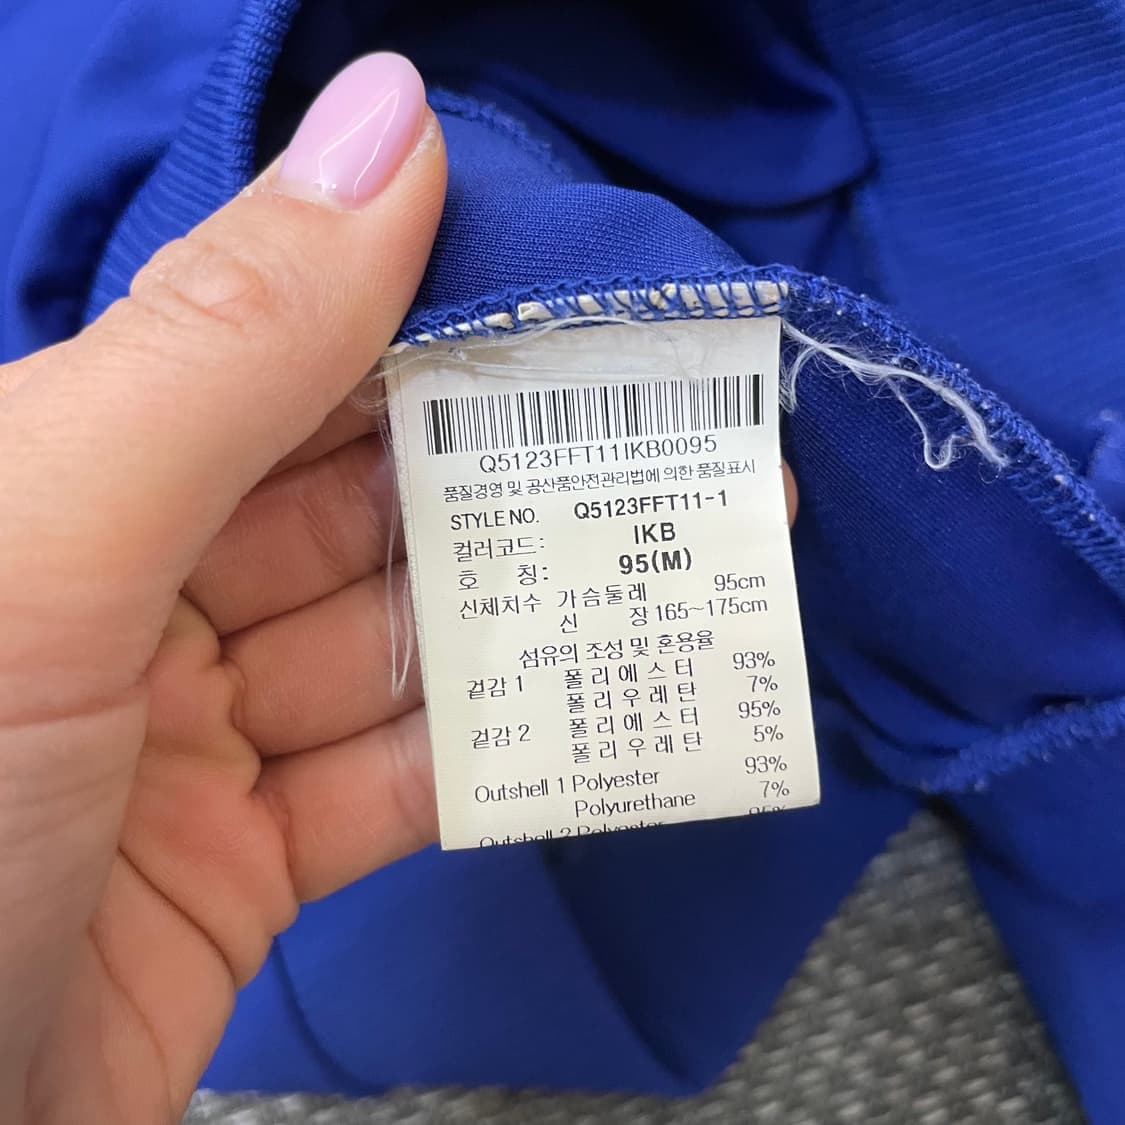 Q5123FFT11IKB0095
품질경영 및 공산품안전관리법에 의한 품질표시
STYLE NO. Q5123FFT11-1
컬러코드: IKB
호 칭: 95(M)
신체치수 가슴둘레 95cm
신 장 165~175cm
섬유의 조성 및 혼용율
겉감 1 폴리에스터 93%
폴리우레탄 7%
겉감 2 폴리에스터 95%
폴리우레탄 5%
Outshell 1 Polyester 93%
Polyurethane 7%
Outshell 2 Polyester 95%